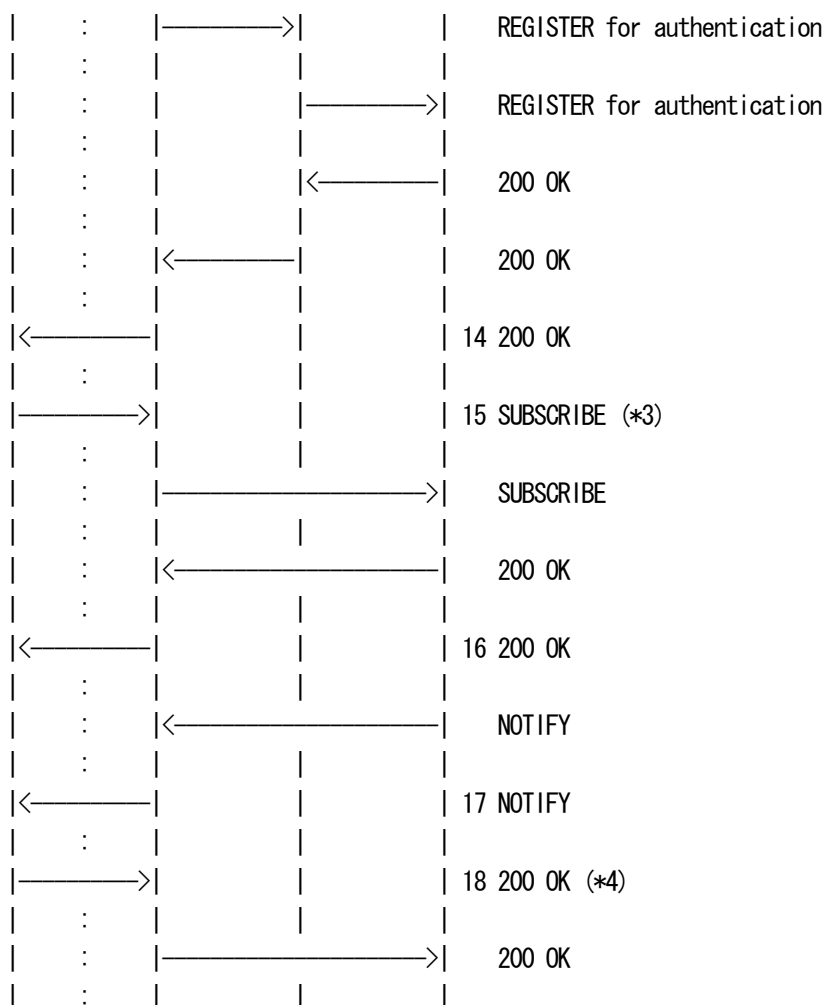 REGISTER for authentication
REGISTER for authentication
200 OK
200 OK
14 200 OK
15 SUBSCRIBE (*3)
SUBSCRIBE
200 OK
16 200 OK
NOTIFY
17 NOTIFY
18 200 OK (*4)
200 OK